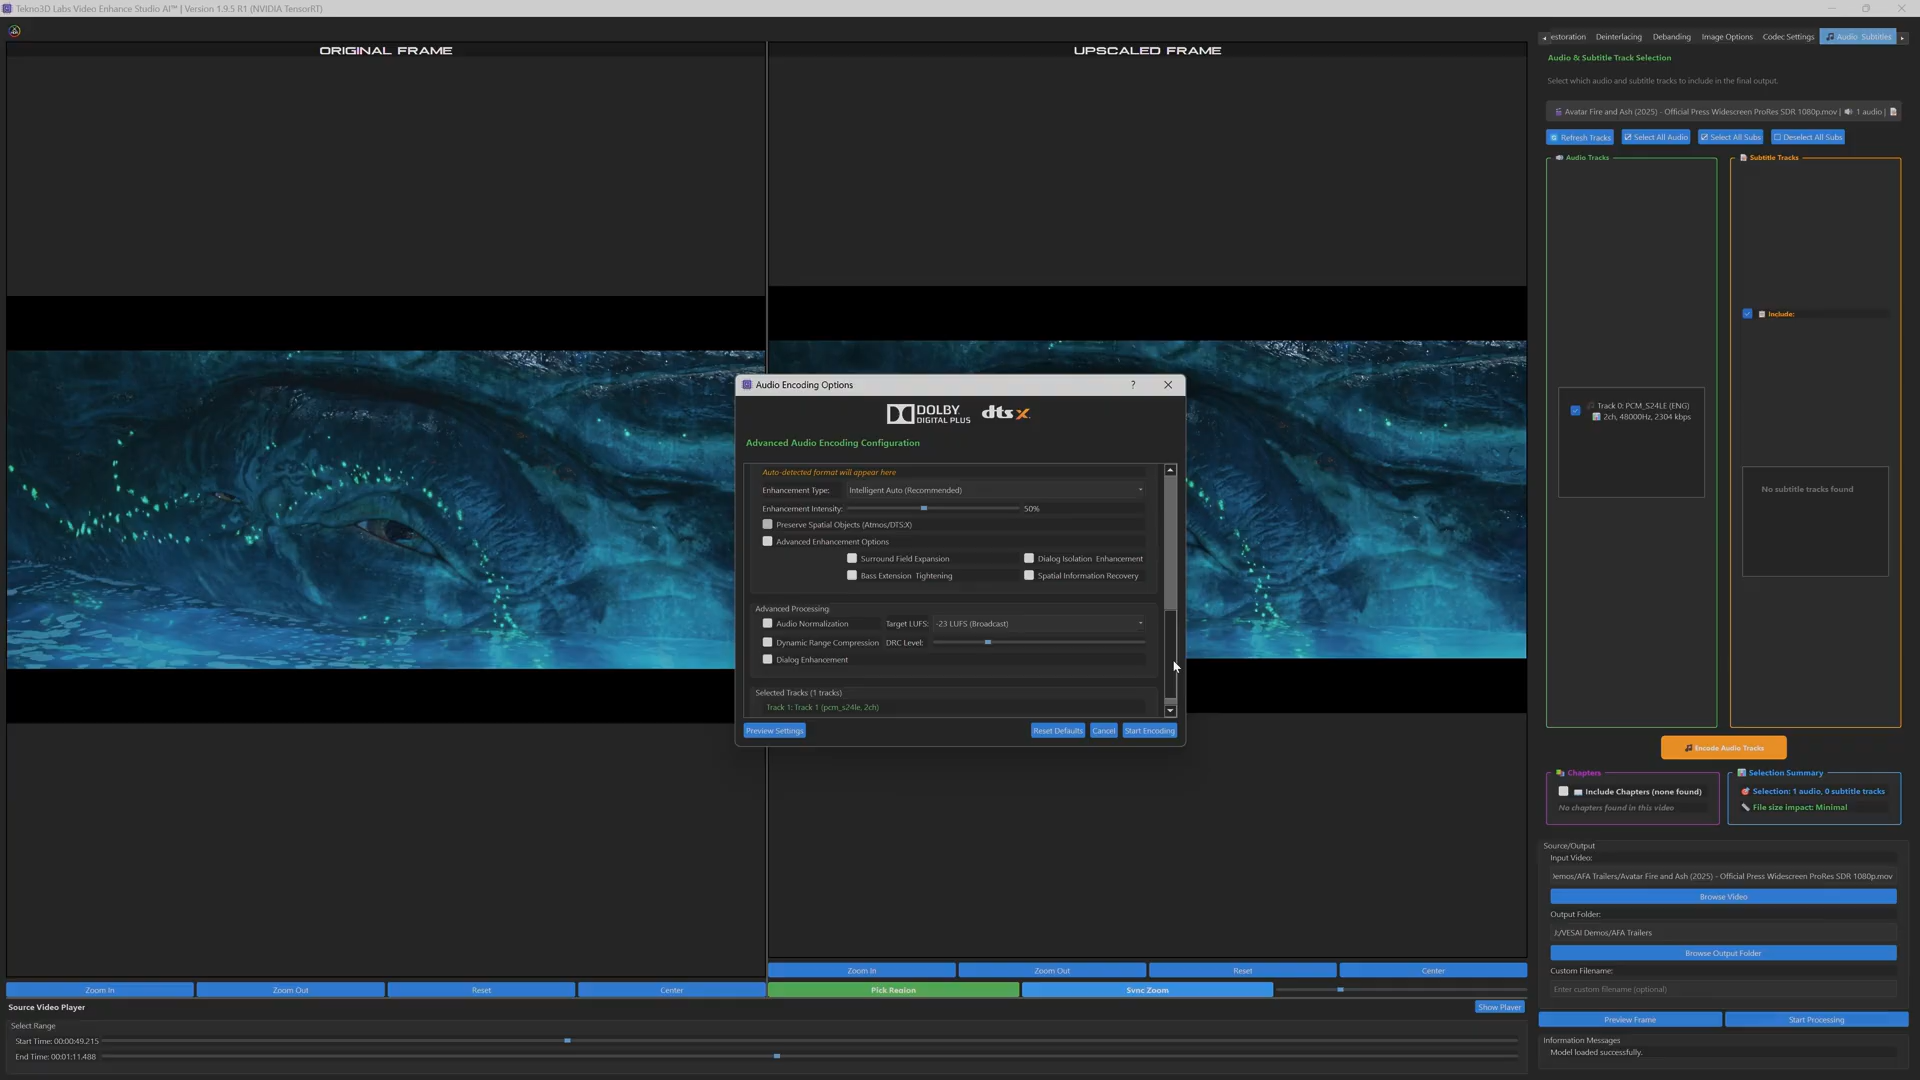 Tekno3D Labs Video Enhance Studio AI™ | Version 1.9.5 R1 (NVIDIA TensorRT)
ORIGINAL FRAME
UPSCALED FRAME
estoration Deinterlacing Debanding Image Options Codec Settings Audio Subtitles
Audio & Subtitle Track Selection
Select which audio and subtitle tracks to include in the final output.
Avatar Fire and Ash (2025) - Official Press Widescreen ProRes SDR 1080p.mov | 1 audio |
Refresh Tracks Select All Audio Select All Subs Deselect All Subs
Audio Tracks
Subtitle Tracks
Include:
Track 0: PCM_S24LE (ENG)
2ch, 48000Hz, 2304 kbps
No subtitle tracks found
Encode Audio Tracks
Chapters
Include Chapters (none found)
No chapters found in this video
Selection Summary
Selection: 1 audio, 0 subtitle tracks
File size impact: Minimal
Source/Output
Input Video:
Demos/AFA Trailers/Avatar Fire and Ash (2025) - Official Press Widescreen ProRes SDR 1080p.mov
Browse Video
Output Folder:
J:/VESAI Demos/AFA Trailers
Browse Output Folder
Custom Filename:
Enter custom filename (optional)
Preview Frame Start Processing
Information Messages
Model loaded successfully.
Audio Encoding Options ?
DOLBY DIGITAL PLUS dts X
Advanced Audio Encoding Configuration
Auto-detected format will appear here
Enhancement Type: Intelligent Auto (Recommended)
Enhancement Intensity: 50%
Preserve Spatial Objects (Atmos/DTS:X)
Advanced Enhancement Options
Surround Field Expansion Dialog Isolation Enhancement
Bass Extension Tightening Spatial Information Recovery
Advanced Processing
Audio Normalization Target LUFS: -23 LUFS (Broadcast)
Dynamic Range Compression DRC Level:
Dialog Enhancement
Selected Tracks (1 tracks)
Track 1: Track 1 (pcm_s24le, 2ch)
Preview Settings Reset Defaults Cancel Start Encoding
Zoom In Zoom Out Reset Center
Zoom In Zoom Out Reset Center
Pick Region Sync Zoom
Source Video Player
Show Player
Select Range
Start Time: 00:00:49.215
End Time: 00:01:11.488